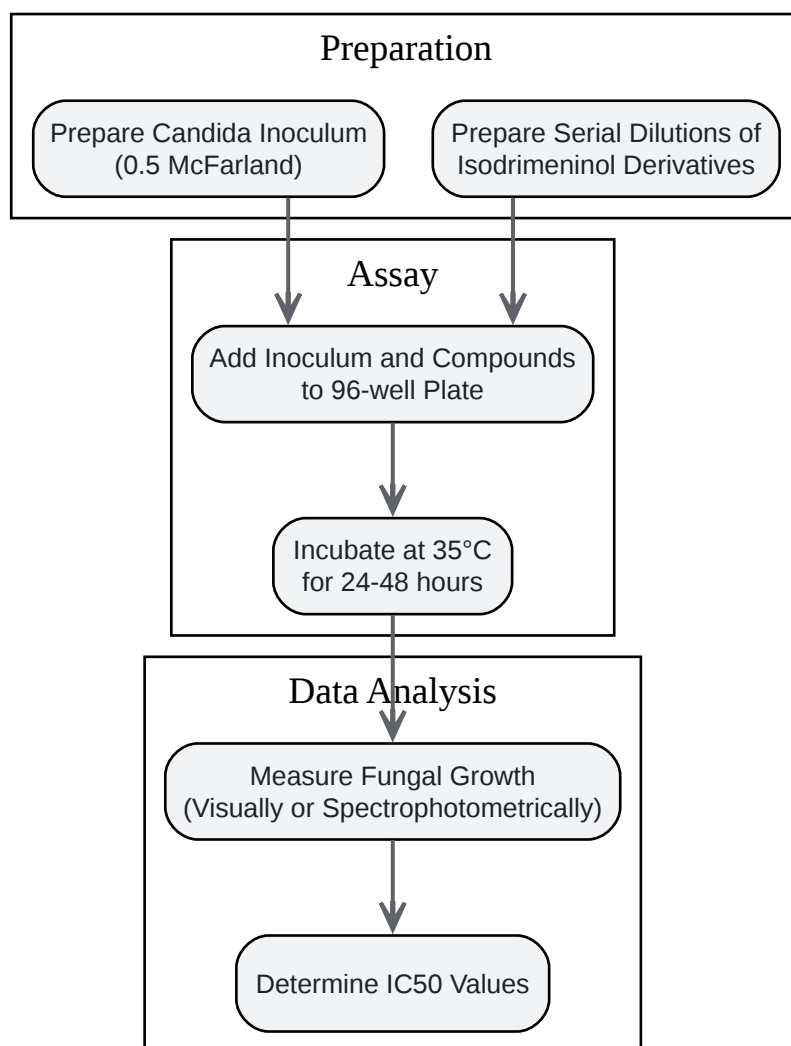 Preparation
Prepare Candida Inoculum
(0.5 McFarland)
Prepare Serial Dilutions of
Isodrimeninol Derivatives
Assay
Add Inoculum and Compounds
to 96-well Plate
Incubate at 35°C
for 24-48 hours
Data Analysis
Measure Fungal Growth
(Visually or Spectrophotometrically)
Determine IC50 Values